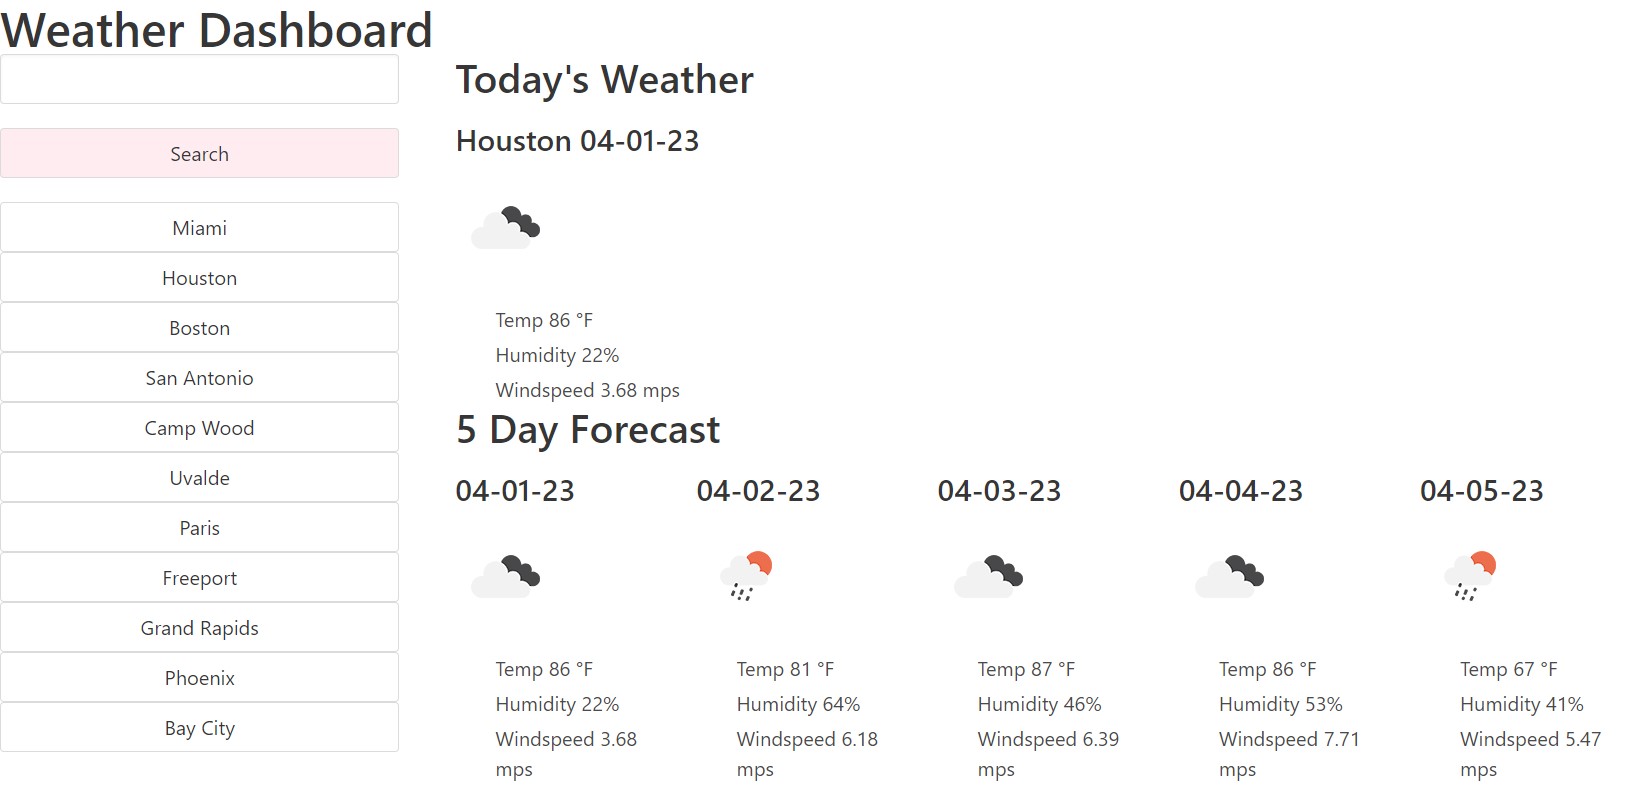 Weather Dashboard
Search
Miami
Houston
Boston
San Antonio
Camp Wood
Uvalde
Paris
Freeport
Grand Rapids
Phoenix
Bay City
Today's Weather
Houston 04-01-23
Temp 86 °F
Humidity 22%
Windspeed 3.68 mps
5 Day Forecast
04-01-23
Temp 86 °F
Humidity 22%
Windspeed 3.68
mps
04-02-23
Temp 81 °F
Humidity 64%
Windspeed 6.18
mps
04-03-23
Temp 87 °F
Humidity 46%
Windspeed 6.39
mps
04-04-23
Temp 86 °F
Humidity 53%
Windspeed 7.71
mps
04-05-23
Temp 67 °F
Humidity 41%
Windspeed 5.47
mps